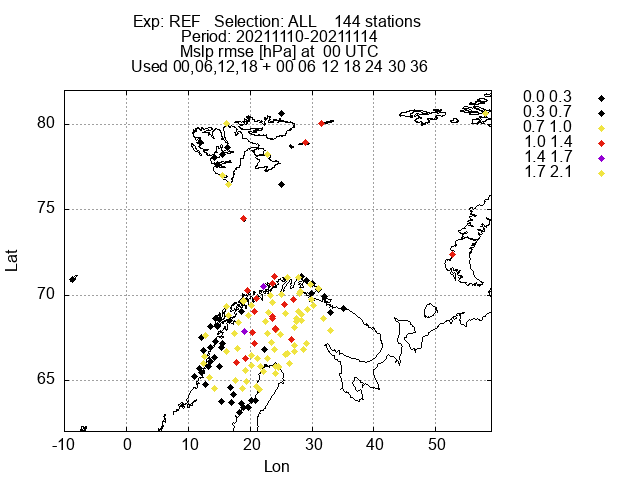 Exp: REF Selection: ALL 144 stations
Period: 20211110-20211114
Mslp rmse [hPa] at 00 UTC
Used 00,06,12,18 + 00 06 12 18 24 30 36
0.0 0.3
0.3 0.7
0.7 1.0
1.0 1.4
1.4 1.7
1.7 2.1
80
75
70
65
Lat
-10 0 10 20 30 40 50
Lon